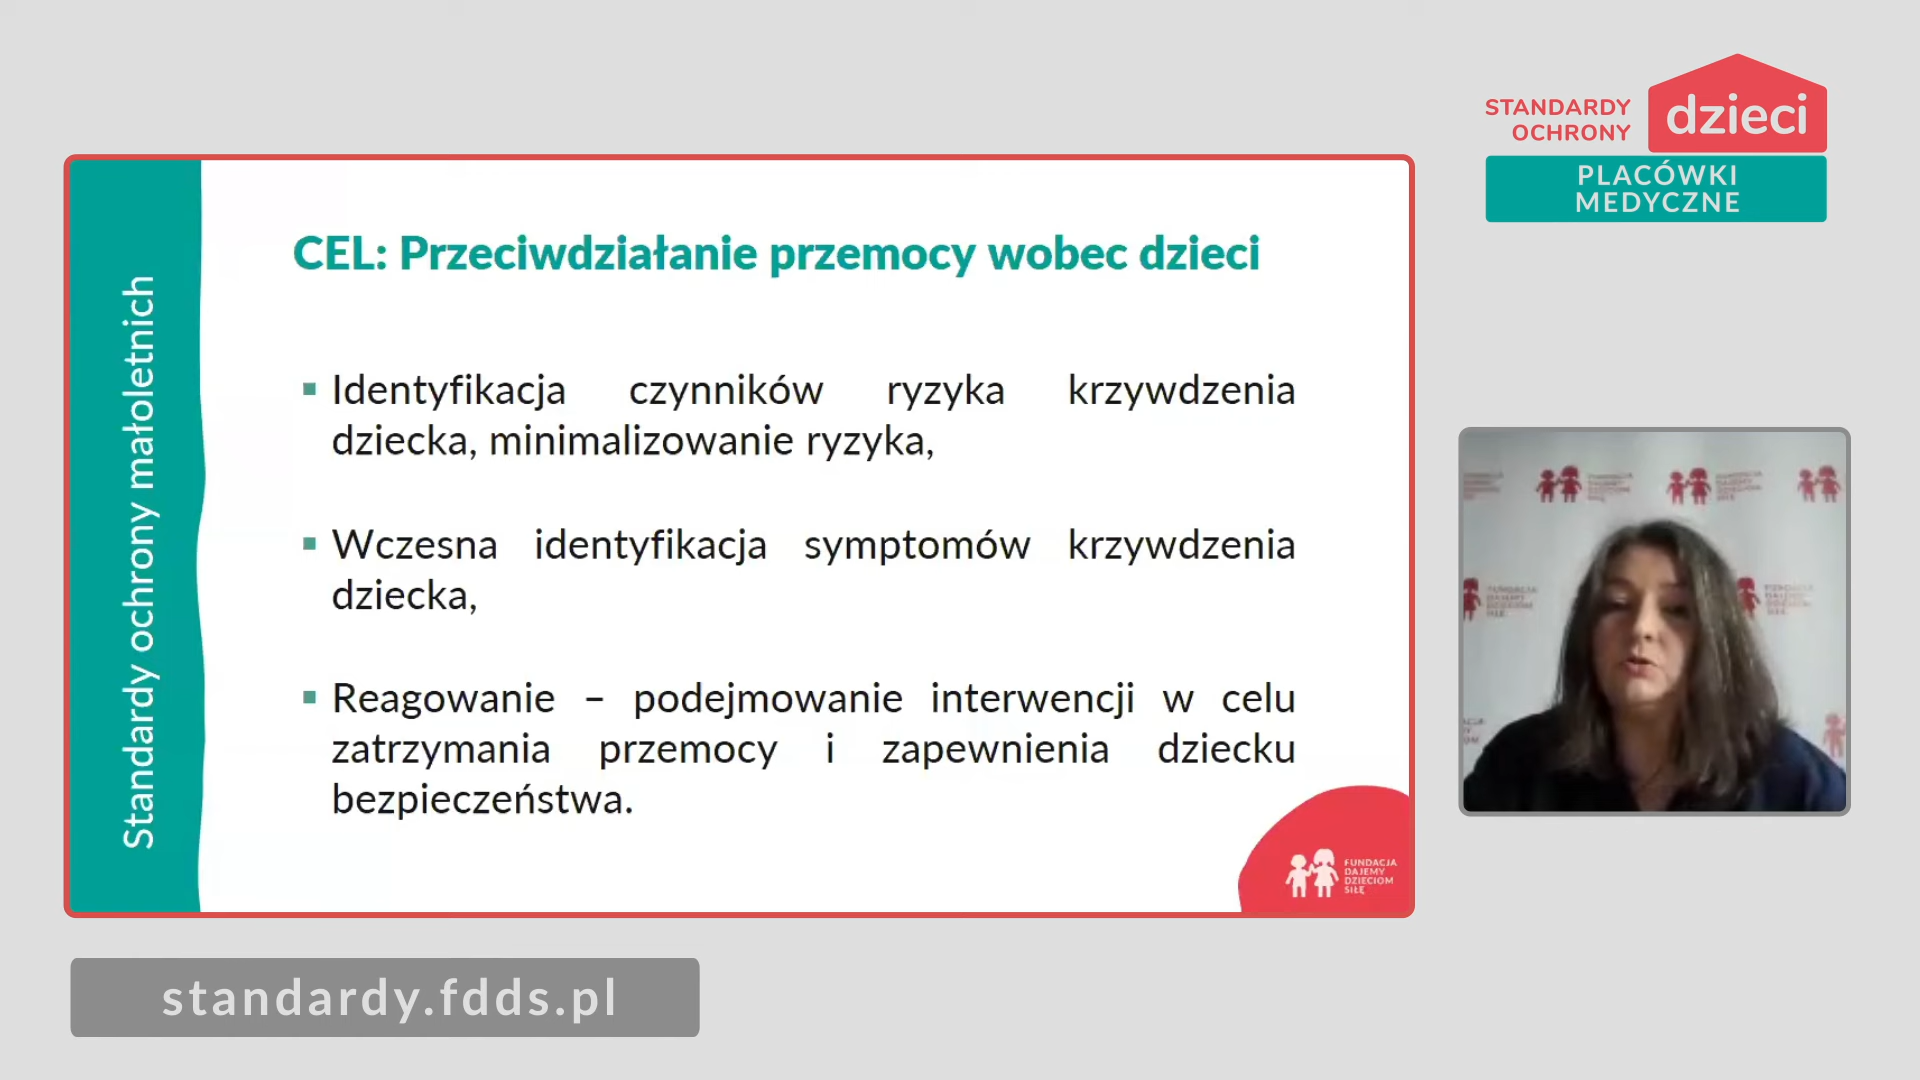 STANDARDY
OCHRONY
dzieci
PLACÓWKI
MEDYCZNE
Standardy ochrony małoletnich
CEL: Przeciwdziałanie przemocy wobec dzieci
▪ Identyfikacja czynników ryzyka krzywdzenia
dziecka, minimalizowanie ryzyka,
▪ Wczesna identyfikacja symptomów krzywdzenia
dziecka,
▪ Reagowanie – podejmowanie interwencji w celu
zatrzymania przemocy i zapewnienia dziecku
bezpieczeństwa.
FUNDACJA
DAJEMY
DZIECIOM
SIŁĘ
standardy.fdds.pl